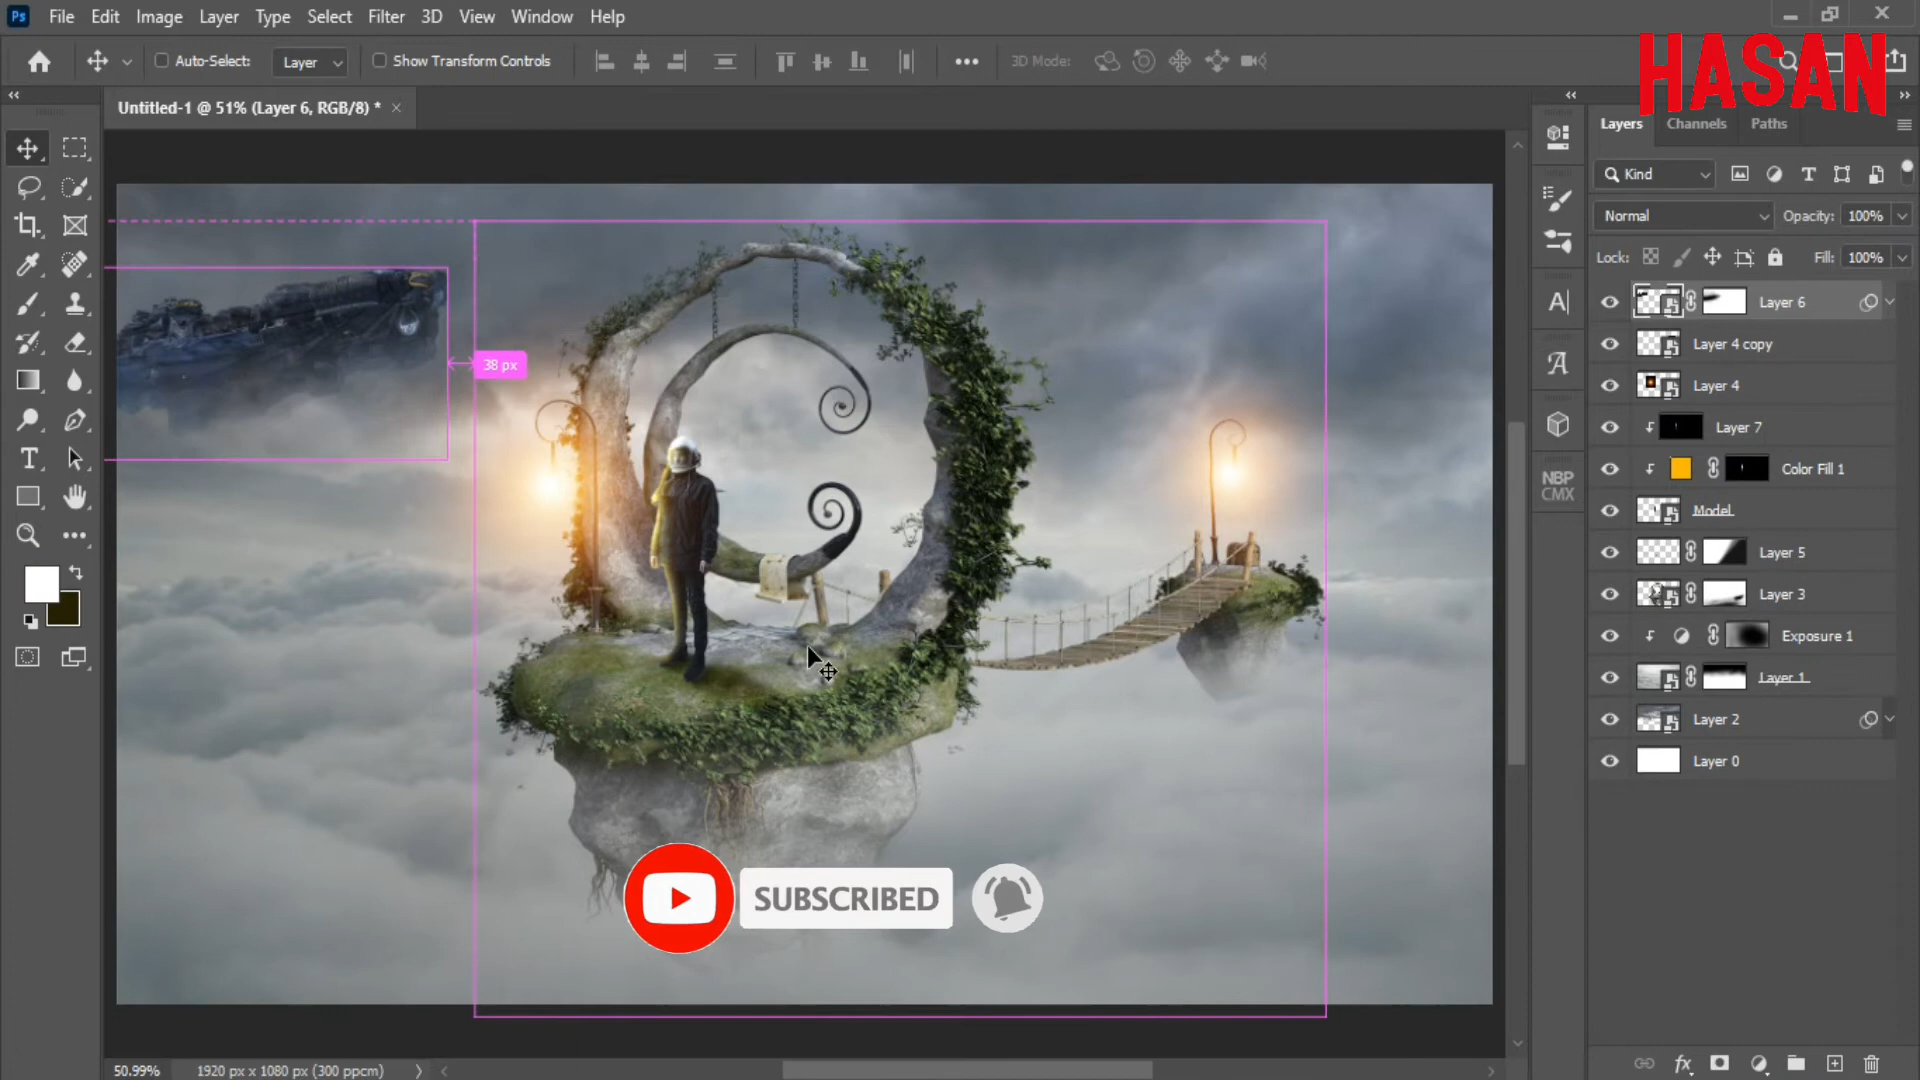 Ps File Edit Image Layer Type Select Filter 3D View Window Help
Auto-Select: Layer Show Transform Controls 3D Mode:
HASAN
Untitled-1 @ 51% (Layer 6, RGB/8) *
Layers Channels Paths
Kind
Normal Opacity: 100%
Lock: Fill: 100%
Layer 6
Layer 4 copy
38 px
Layer 4
Layer 7
Color Fill 1
NBP
CMX
Model
Layer 5
Layer 3
Exposure 1
Layer 1
Layer 2
Layer 0
SUBSCRIBED
50.99% 1920 px x 1080 px (300 ppcm)